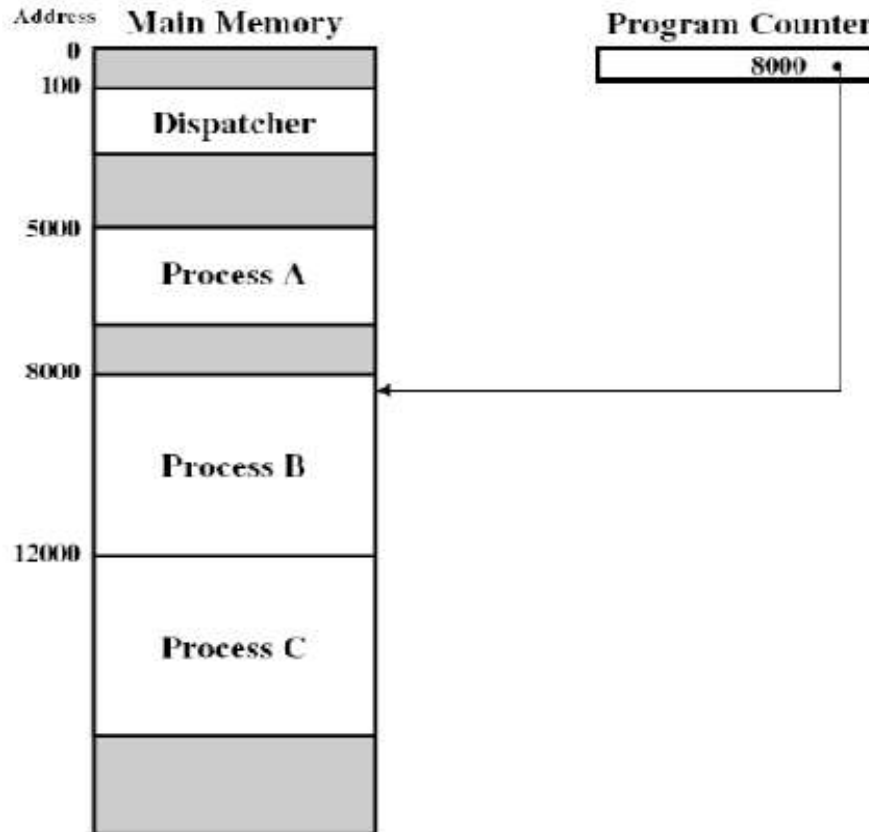 Address
Main Memory
Program Counter
0
8000
100
Dispatcher
5000
Process A
8000
Process B
12000
Process C